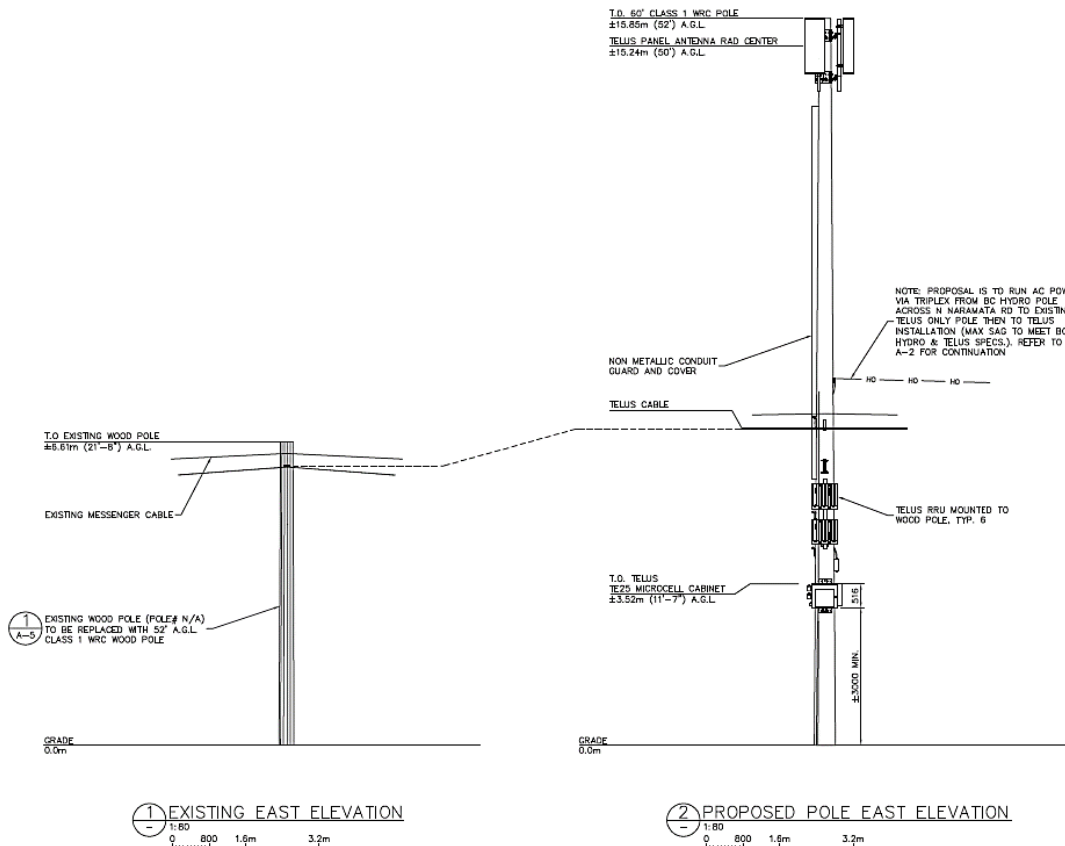 T.O. 60' CLASS 1 WRC POLE
±15.85m (52') A.G.L.
TELUS PANEL ANTENNA RAD CENTER
±15.24m (50') A.G.L.
NOTE: PROPOSAL IS TO RUN AC POW
VIA TRIPLEX FROM BC HYDRO POLE
ACROSS N NARAMATA RD TO EXISTIN
TELUS ONLY POLE THEN TO TELUS
INSTALLATION (MAX SAG TO MEET BC
HYDRO & TELUS SPECS.). REFER TO
A-2 FOR CONTINUATION
NON METALLIC CONDUIT
GUARD AND COVER
HO HO HO
TELUS CABLE
T.O EXISTING WOOD POLE
±6.61m (21'-8") A.G.L.
EXISTING MESSENGER CABLE
TELUS RRU MOUNTED TO
WOOD POLE, TYP. 6
T.O. TELUS
TE25 MICROCELL CABINET
±3.52m (11'-7") A.G.L
516
1
A-5
EXISTING WOOD POLE (POLE# N/A)
TO BE REPLACED WITH 52' A.G.L.
CLASS 1 WRC WOOD POLE
±3000 MIN.
GRADE
0.0m
GRADE
0.0m
1 EXISTING EAST ELEVATION
- 1:80
0 800 1.6m 3.2m
2 PROPOSED POLE EAST ELEVATION
- 1:80
0 800 1.6m 3.2m